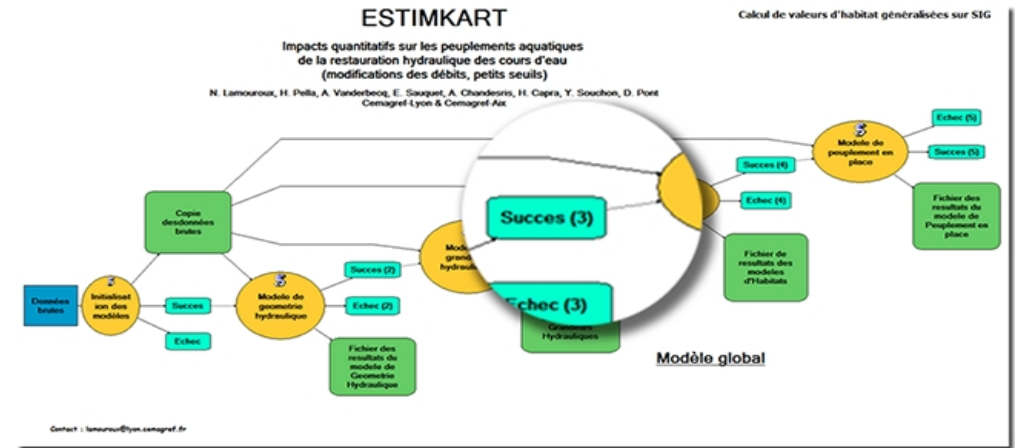 ESTIMKART
Calcul de valeurs d'habitat généralisées sur SIG
Impacts quantitatifs sur les peuplements aquatiques
de la restauration hydraulique des cours d'eau
(modifications des débits, petits seuils)
N. Lamouroux, H. Pella, A. Vanderbecq, E. Sauquet, A. Chandesris, H. Capra, Y. Souchon, D. Pont
Cemagref-Lyon & Cemagref-Aix
Echec (5)
Modele de
peuplement en
place
Succes (5)
Succes (4)
Echec (4)
Fichier des
resultats du
modele de
Peuplement en
place
Copie
desdonnées
brutes
Succes (3)
Fichier de
resultats des
modeles
d'Habitats
Succes (2)
Données
brutes
Initialisat
ion des
modèles
Succes
Modele de
geometrie
hydraulique
Echec (2)
Echec (3)
Echec
Grandeurs
Hydrauliques
Fichier des
resultats du
modele de
Geometrie
Hydraulique
Modèle global
Contact : lamouroux@lyon.cemagref.fr